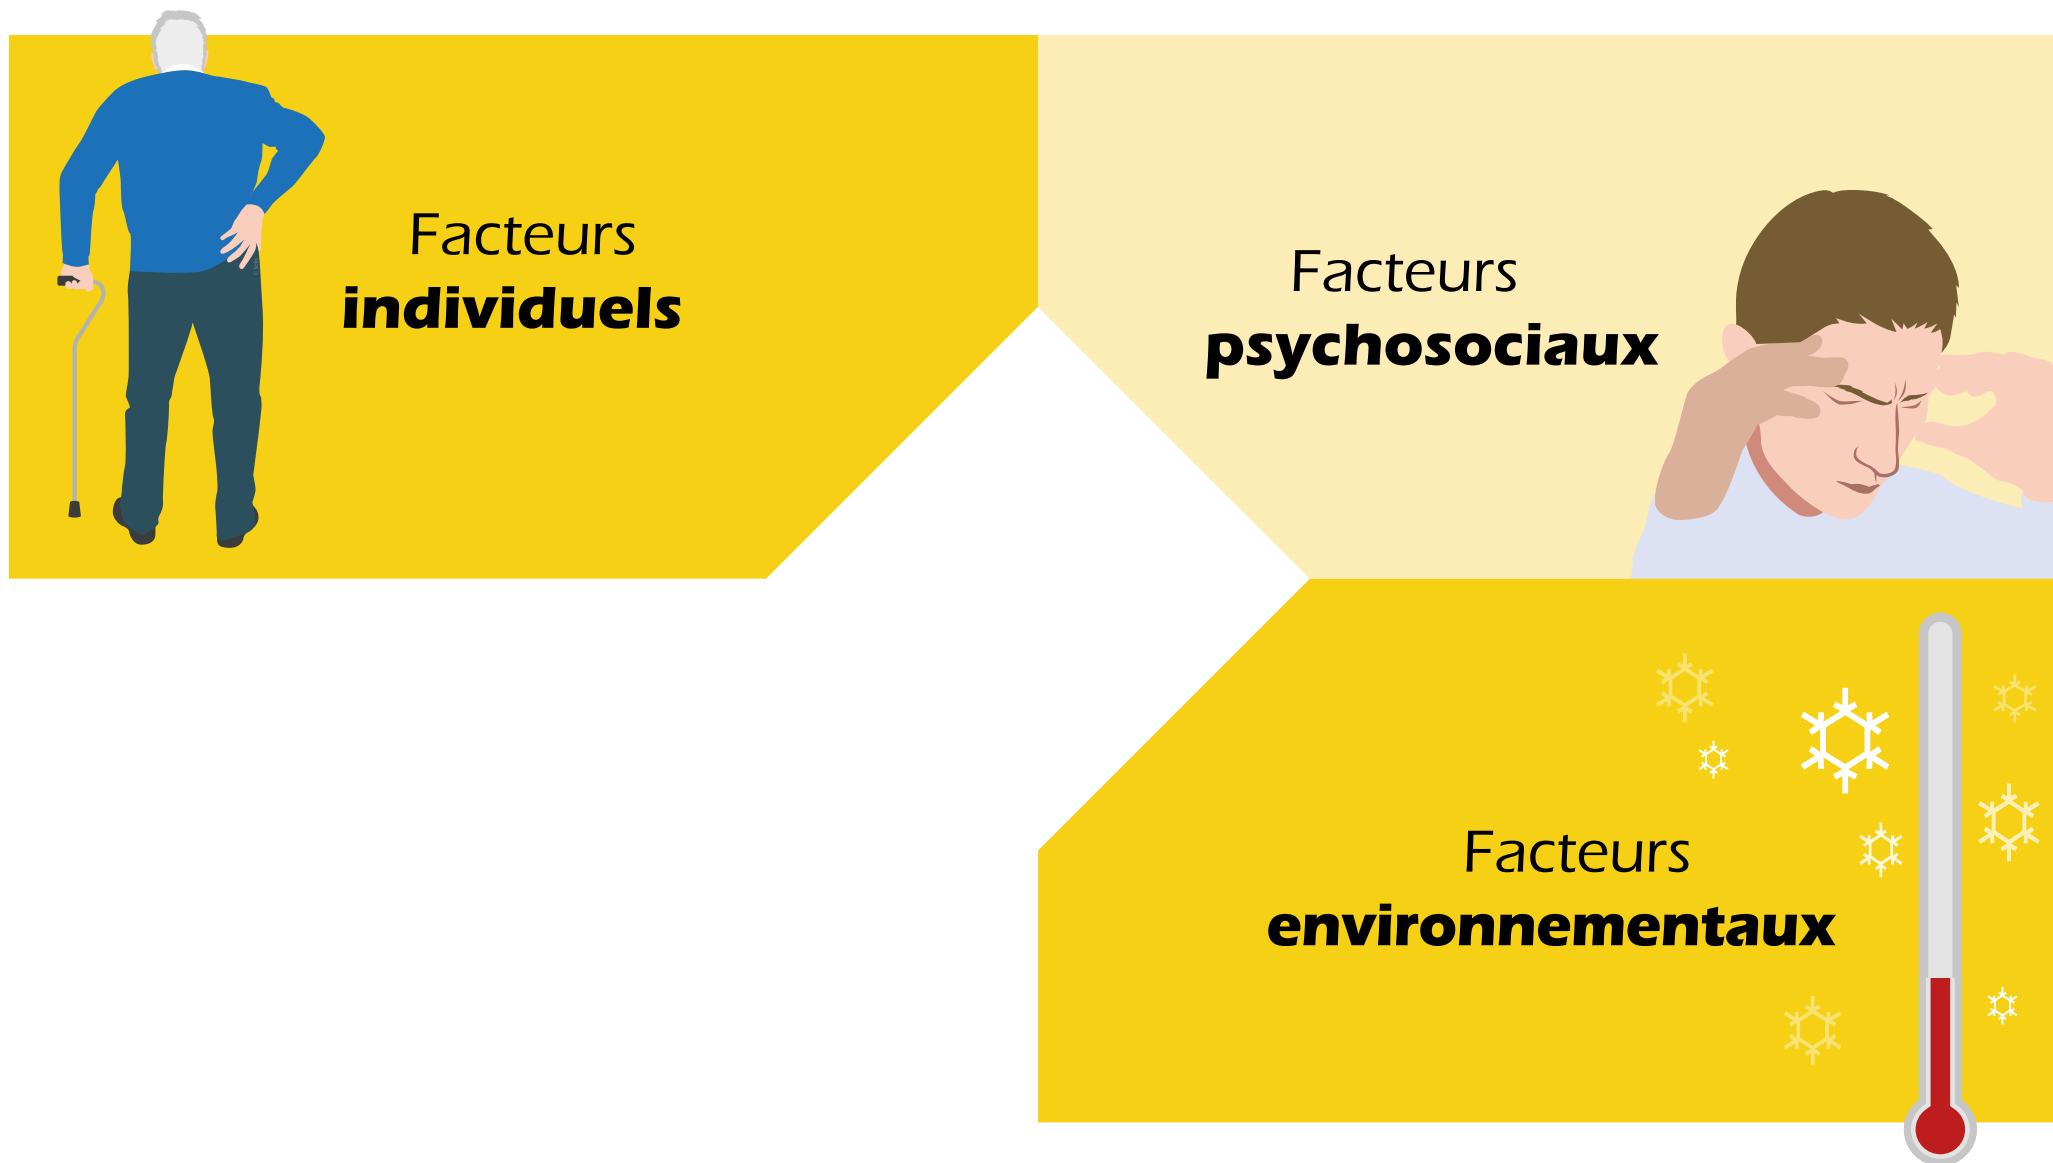 Facteurs
individuels
Facteurs
psychosociaux
Facteurs
environnementaux